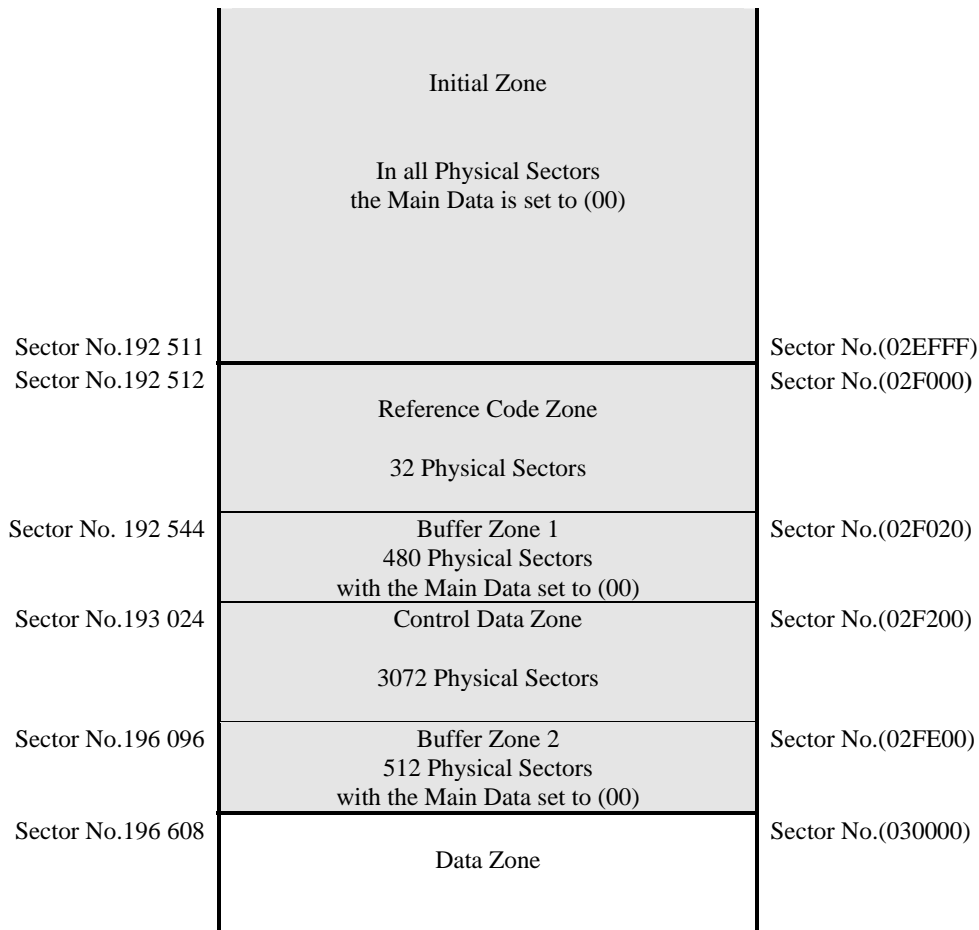 Initial Zone
In all Physical Sectors
the Main Data is set to (00)
Sector No.192 511 Sector No.(02EFFF)
Sector No.192 512 Sector No.(02F000)
Reference Code Zone
32 Physical Sectors
Sector No. 192 544 Buffer Zone 1 Sector No.(02F020)
480 Physical Sectors
with the Main Data set to (00)
Sector No.193 024 Control Data Zone Sector No.(02F200)
3072 Physical Sectors
Sector No.196 096 Buffer Zone 2 Sector No.(02FE00)
512 Physical Sectors
with the Main Data set to (00)
Sector No.196 608 Sector No.(030000)
Data Zone